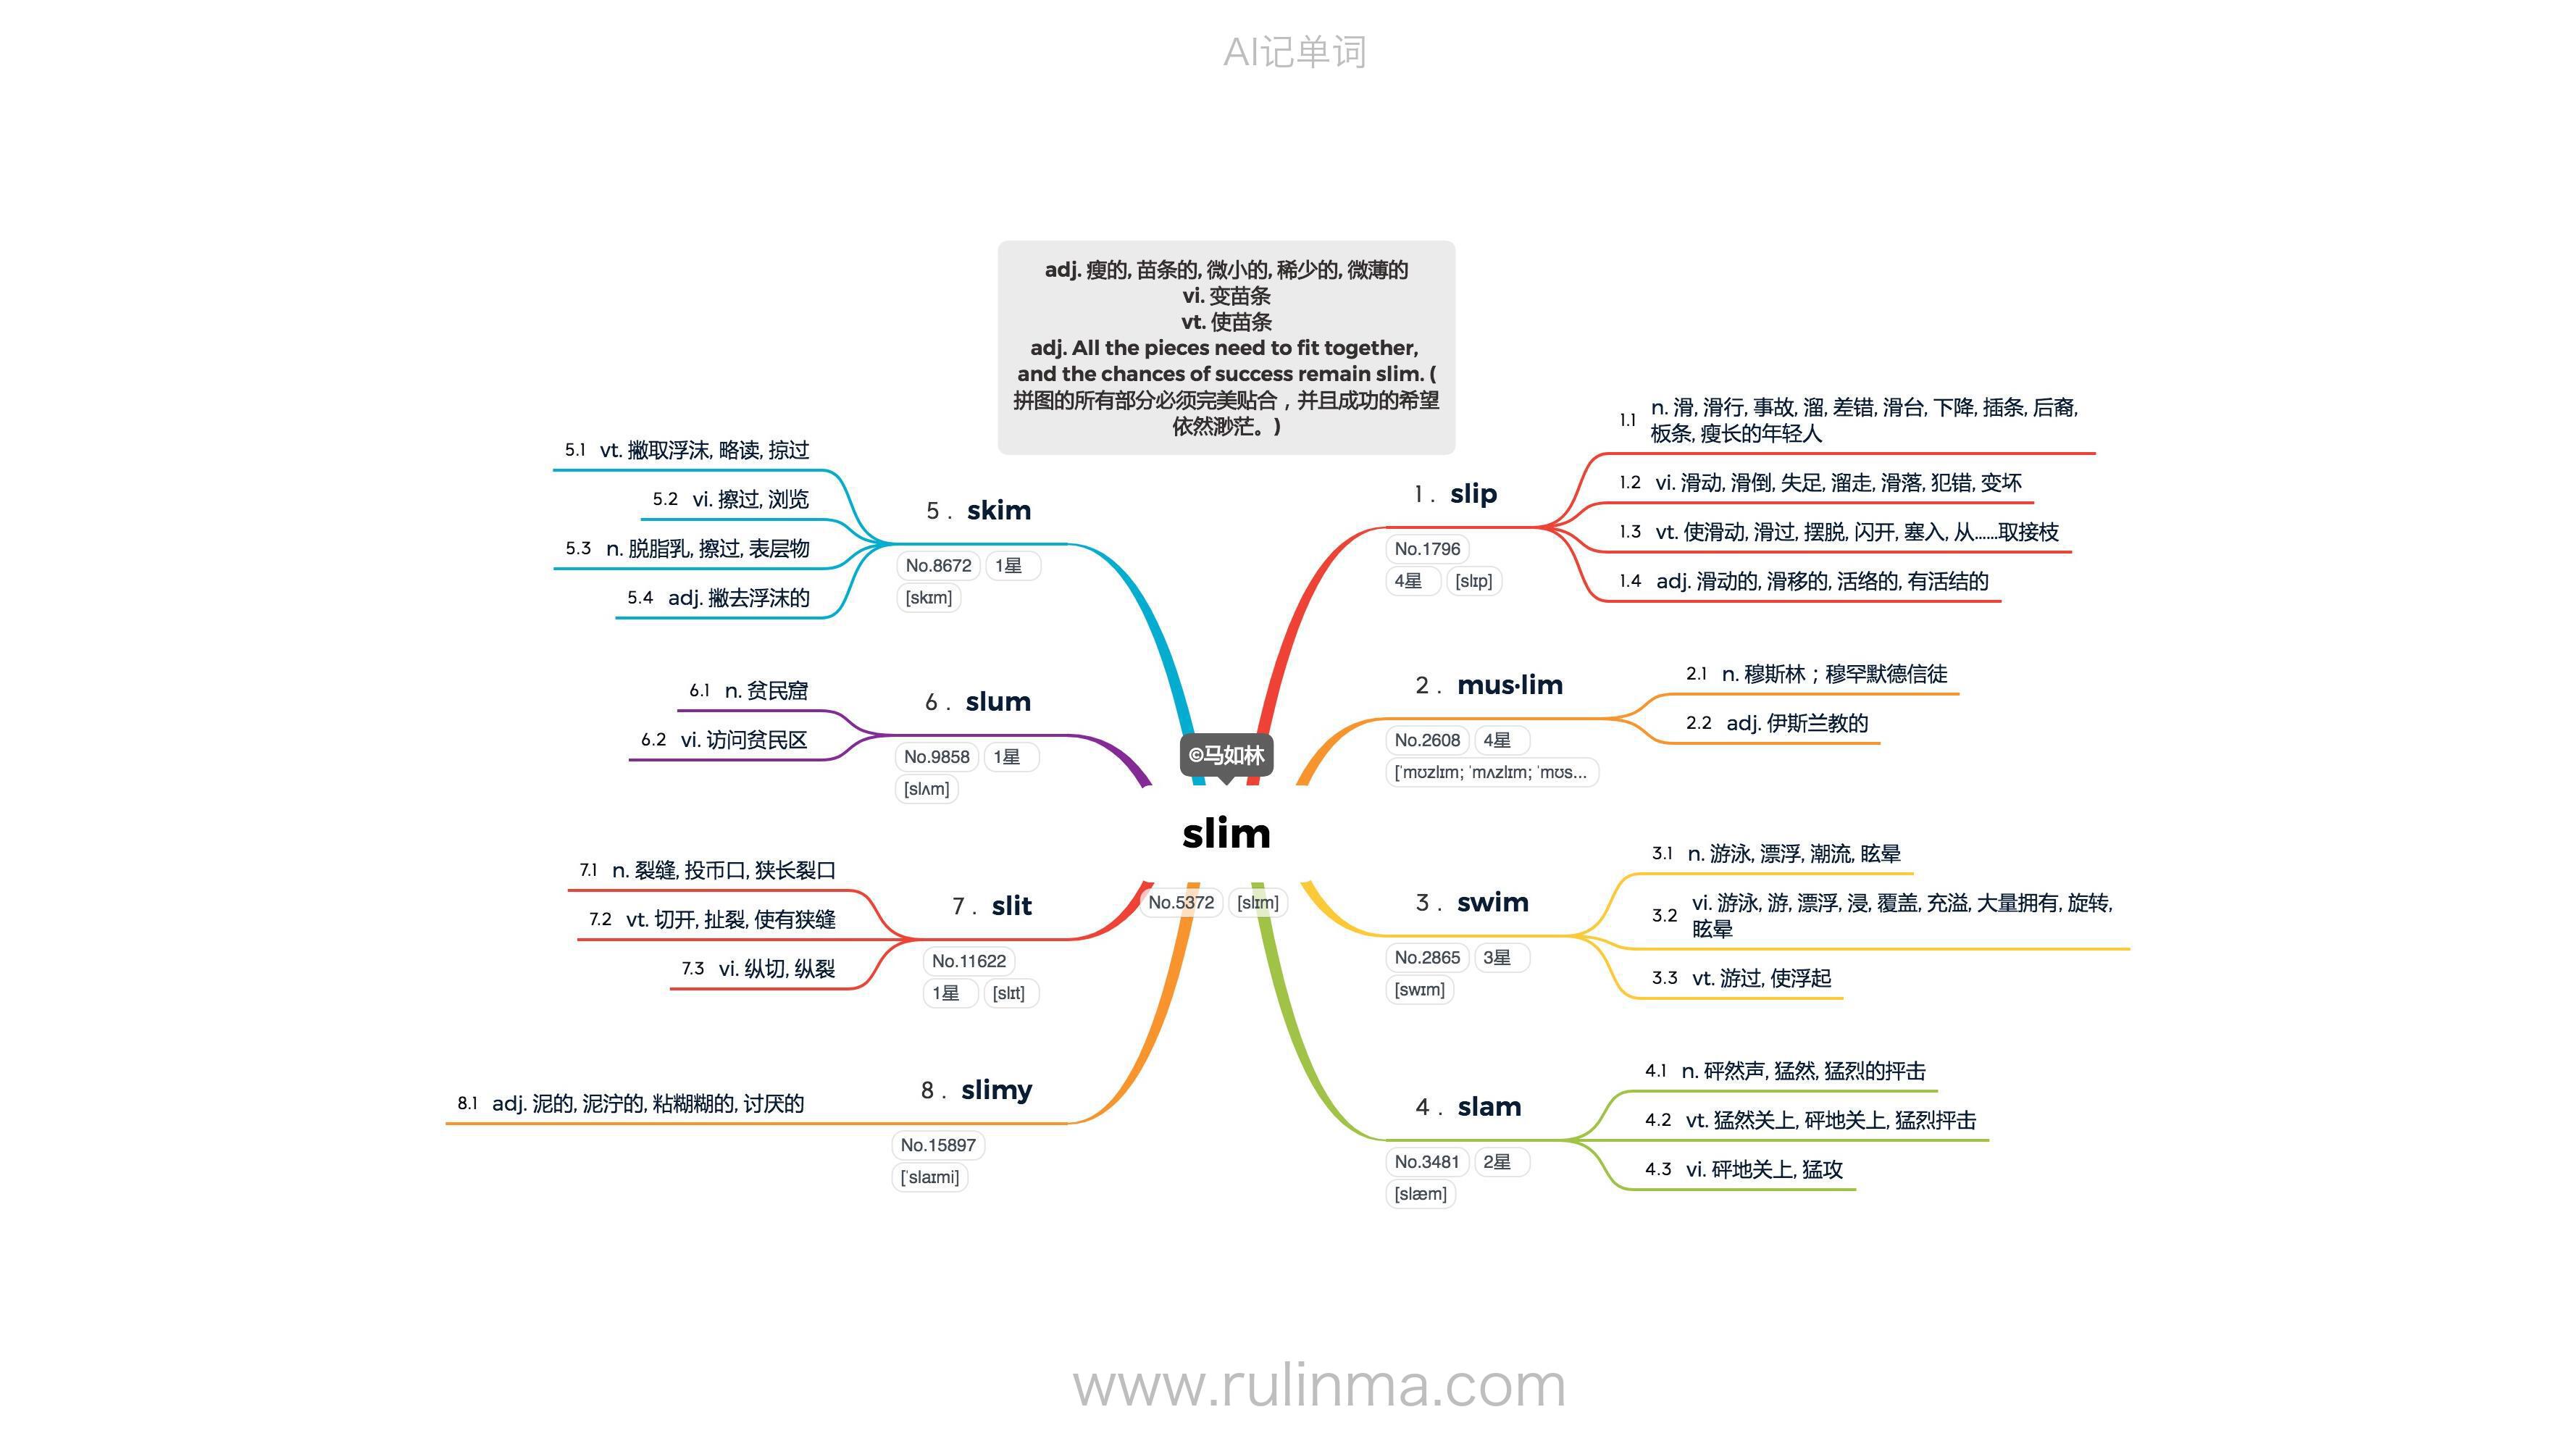 AI记单词
adj. 瘦的, 苗条的, 微小的, 稀少的, 微薄的
vi. 变苗条
vt. 使苗条
adj. All the pieces need to fit together,
and the chances of success remain slim. (
拼图的所有部分必须完美贴合，并且成功的希望
依然渺茫。)
©马如林
slim
No.5372 [slɪm]
1. slip
No.1796
4星 [slɪp]
1.1 n. 滑, 滑行, 事故, 溜, 差错, 滑台, 下降, 插条, 后裔,
板条, 瘦长的年轻人
1.2 vi. 滑动, 滑倒, 失足, 溜走, 滑落, 犯错, 变坏
1.3 vt. 使滑动, 滑过, 摆脱, 闪开, 塞入, 从......取接枝
1.4 adj. 滑动的, 滑移的, 活络的, 有活结的
2. mus·lim
No.2608 4星
[ˈmʊzlɪm; ˈmʌzlɪm; ˈmʊs...
2.1 n. 穆斯林；穆罕默德信徒
2.2 adj. 伊斯兰教的
3. swim
No.2865 3星
[swɪm]
3.1 n. 游泳, 漂浮, 潮流, 眩晕
3.2 vi. 游泳, 游, 漂浮, 浸, 覆盖, 充溢, 大量拥有, 旋转,
眩晕
3.3 vt. 游过, 使浮起
4. slam
No.3481 2星
[slæm]
4.1 n. 砰然声, 猛然, 猛烈的抨击
4.2 vt. 猛然关上, 砰地关上, 猛烈抨击
4.3 vi. 砰地关上, 猛攻
5. skim
No.8672 1星
[skɪm]
5.1 vt. 撇取浮沫, 略读, 掠过
5.2 vi. 擦过, 浏览
5.3 n. 脱脂乳, 擦过, 表层物
5.4 adj. 撇去浮沫的
6. slum
No.9858 1星
[slʌm]
6.1 n. 贫民窟
6.2 vi. 访问贫民区
7. slit
No.11622
1星 [slɪt]
7.1 n. 裂缝, 投币口, 狭长裂口
7.2 vt. 切开, 扯裂, 使有狭缝
7.3 vi. 纵切, 纵裂
8. slimy
No.15897
[ˈslaɪmi]
8.1 adj. 泥的, 泥泞的, 粘糊糊的, 讨厌的
www.rulinma.com